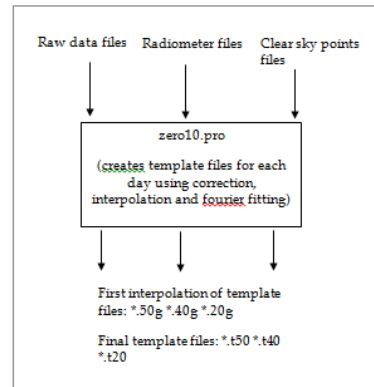 Raw data files Radiometer files Clear sky points
files
zero10.pro
(creates template files for each
day using correction,
interpolation and fourier fitting)
First interpolation of template
files: *.50g *.40g *.20g
Final template files: *.t50 *.t40
*.t20